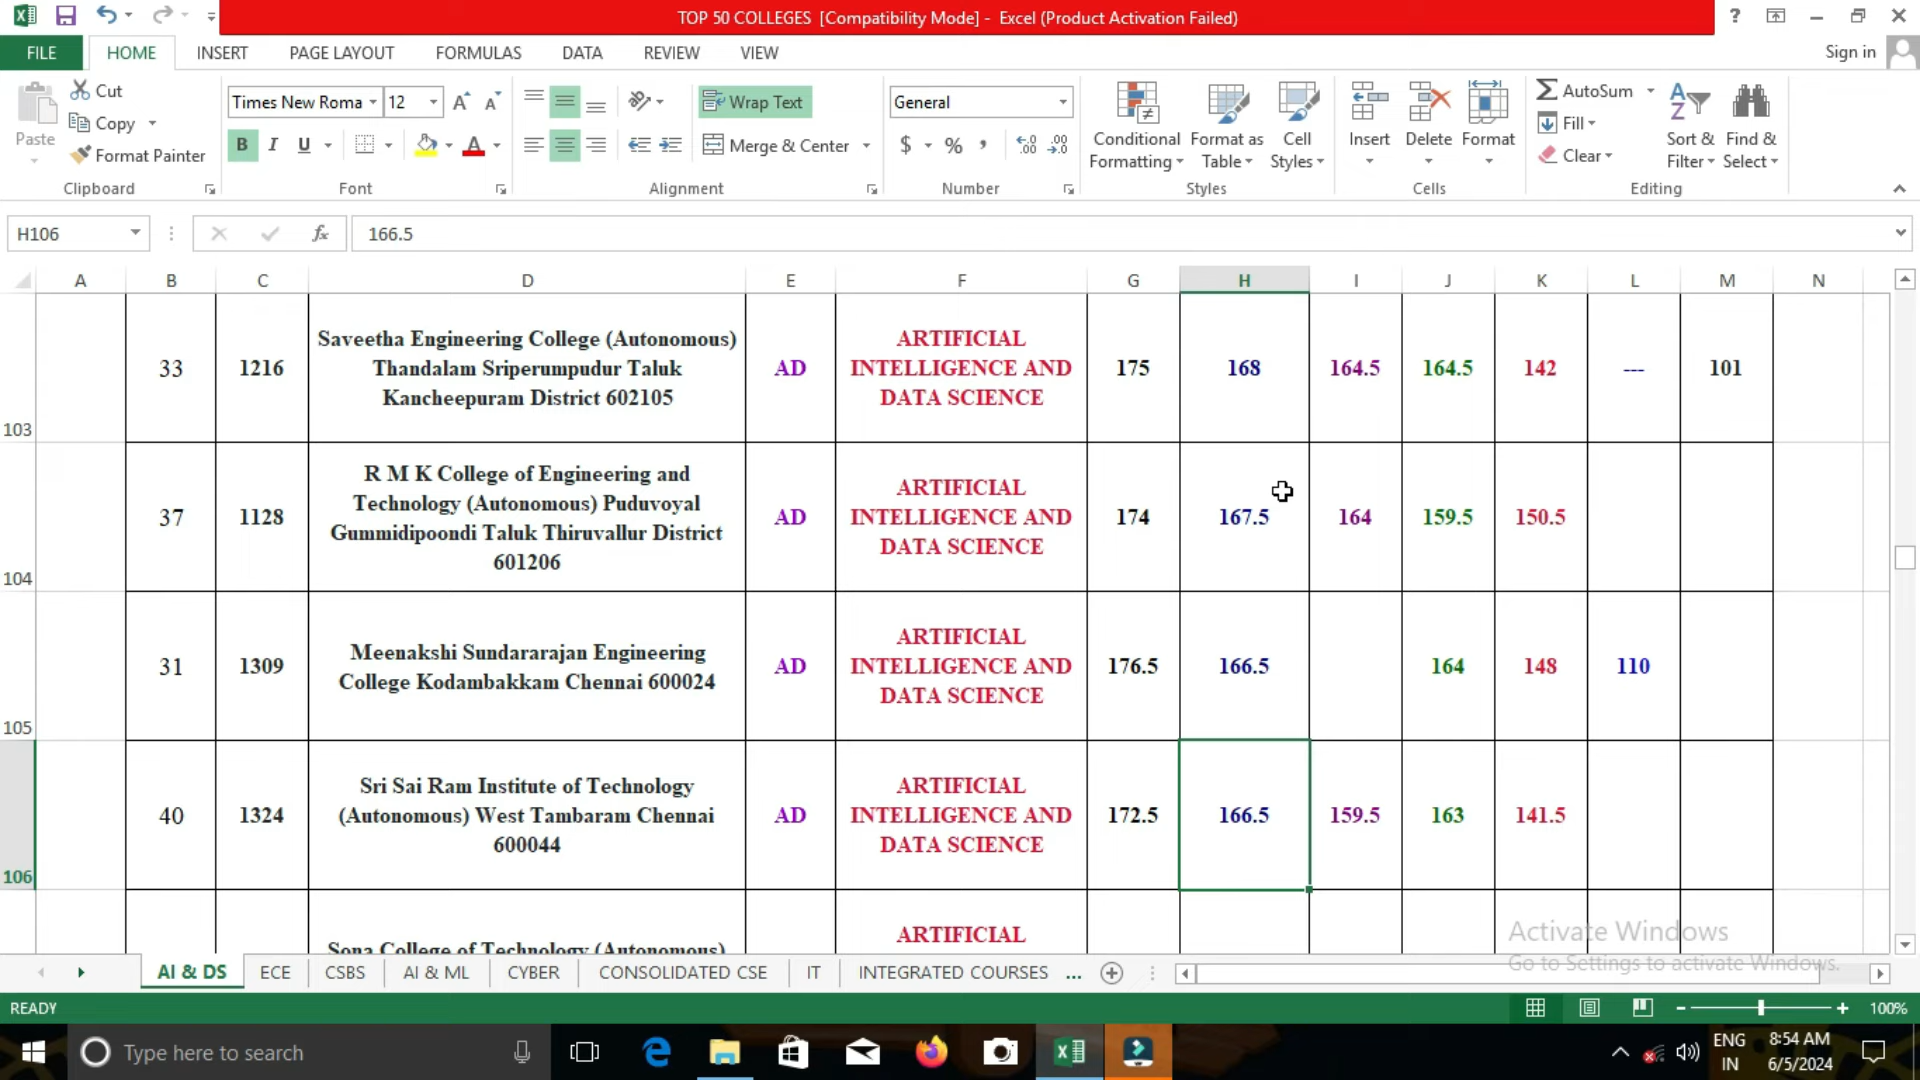 TOP 50 COLLEGES [Compatibility Mode] - Excel (Product Activation Failed)
?
FILE HOME INSERT PAGE LAYOUT FORMULAS DATA REVIEW VIEW Sign in
Paste Cut Copy Format Painter
Times New Roma 12
B I U
Wrap Text
Merge & Center
General
$ %
Conditional Formatting Format as Table Cell Styles
Insert Delete Format
AutoSum Fill Clear
Sort & Filter Find & Select
Clipboard Font Alignment Number Styles Cells Editing
H106 fx 166.5
A B C D E F G H I J K L M N
103
33
1216
Saveetha Engineering College (Autonomous)
Thandalam Sriperumpudur Taluk
Kancheepuram District 602105
AD
ARTIFICIAL
INTELLIGENCE AND
DATA SCIENCE
175 168 164.5 164.5 142 --- 101
104
37
1128
R M K College of Engineering and
Technology (Autonomous) Puduvoyal
Gummidipoondi Taluk Thiruvallur District
601206
AD
ARTIFICIAL
INTELLIGENCE AND
DATA SCIENCE
174 167.5 164 159.5 150.5
105
31
1309
Meenakshi Sundararajan Engineering
College Kodambakkam Chennai 600024
AD
ARTIFICIAL
INTELLIGENCE AND
DATA SCIENCE
176.5 166.5 164 148 110
106
40
1324
Sri Sai Ram Institute of Technology
(Autonomous) West Tambaram Chennai
600044
AD
ARTIFICIAL
INTELLIGENCE AND
DATA SCIENCE
172.5 166.5 159.5 163 141.5
Sona College of Technology (Autonomous)
ARTIFICIAL
Activate Windows
Go to Settings to activate Windows.
AI & DS ECE CSBS AI & ML CYBER CONSOLIDATED CSE IT INTEGRATED COURSES ...
READY 100%
Type here to search
ENG
IN
8:54 AM
6/5/2024